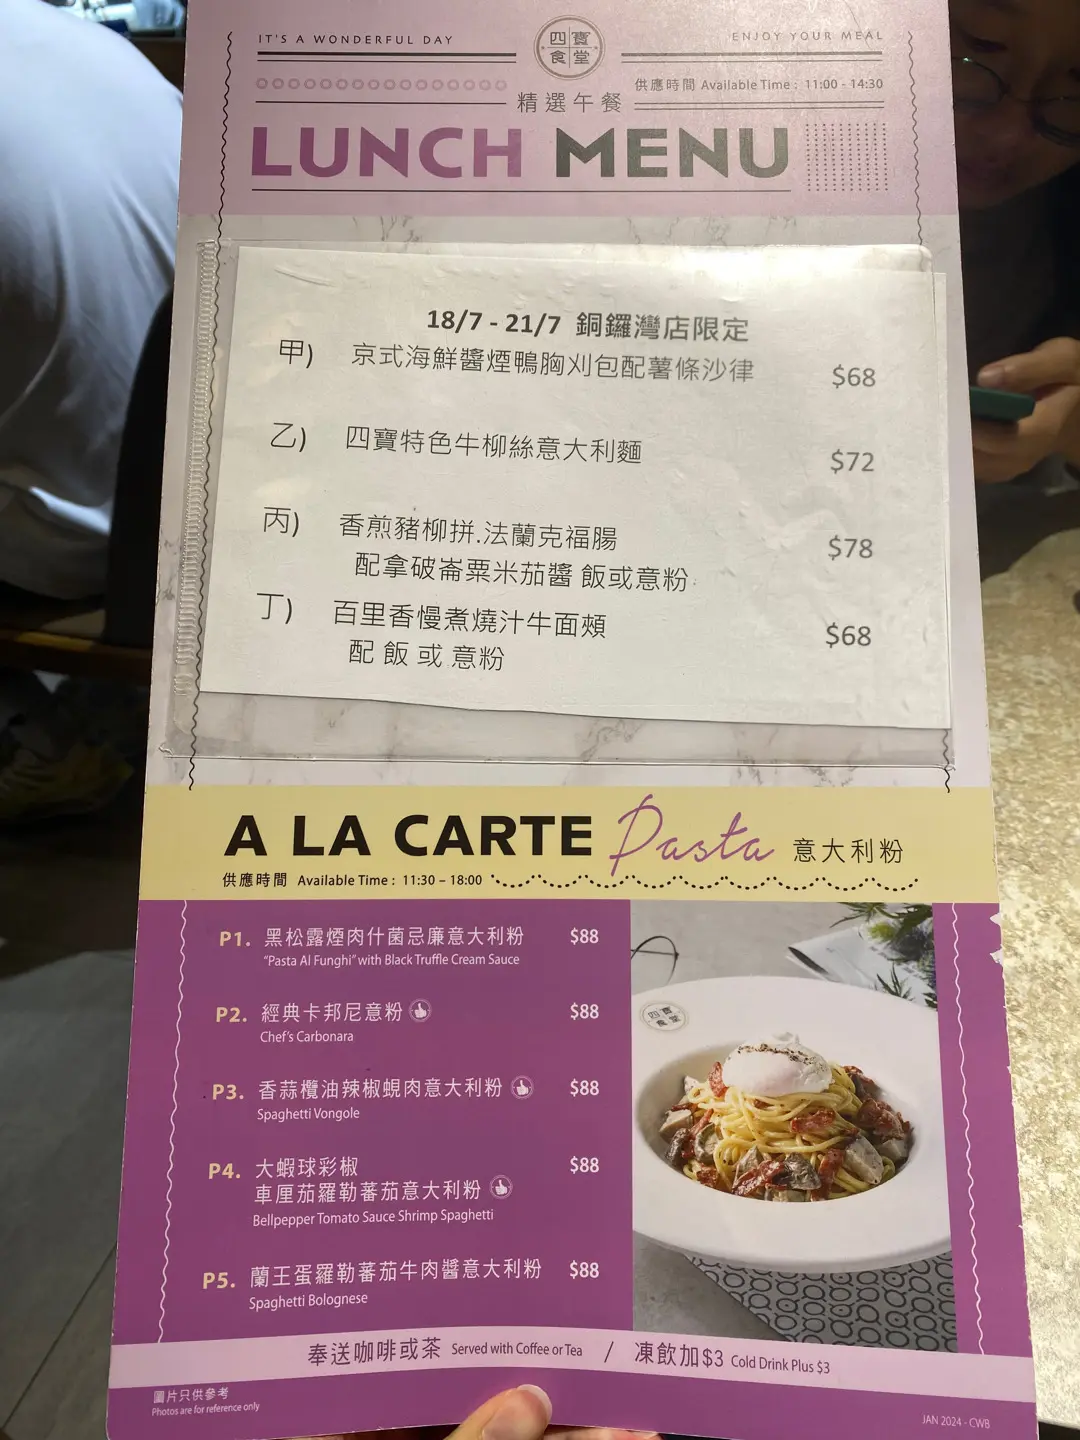 IT'S A WONDERFUL DAY
四寶食堂
ENJOY YOUR MEAL
供應時間 Available Time : 11:00 - 14:30
精選午餐
LUNCH MENU
18/7 - 21/7 銅鑼灣店限定
甲) 京式海鮮醬煙鴨胸刈包配薯條沙律 $68
乙) 四寶特色牛柳絲意大利麵 $72
丙) 香煎豬柳拼.法蘭克福腸 $78
配拿破崙粟米茄醬 飯或意粉
丁) 百里香慢煮燒汁牛面頰 $68
配 飯 或 意粉
A LA CARTE Pasta 意大利粉
供應時間 Available Time : 11:30 – 18:00
P1. 黑松露煙肉什菌忌廉意大利粉 $88
"Pasta Al Funghi" with Black Truffle Cream Sauce
P2. 經典卡邦尼意粉 $88
Chef's Carbonara
P3. 香蒜欖油辣椒蜆肉意大利粉 $88
Spaghetti Vongole
P4. 大蝦球彩椒 $88
車厘茄羅勒蕃茄意大利粉
Bellpepper Tomato Sauce Shrimp Spaghetti
P5. 蘭王蛋羅勒蕃茄牛肉醬意大利粉 $88
Spaghetti Bolognese
奉送咖啡或茶 Served with Coffee or Tea / 凍飲加$3 Cold Drink Plus $3
圖片只供參考
Photos are for reference only
JAN 2024 - CWB